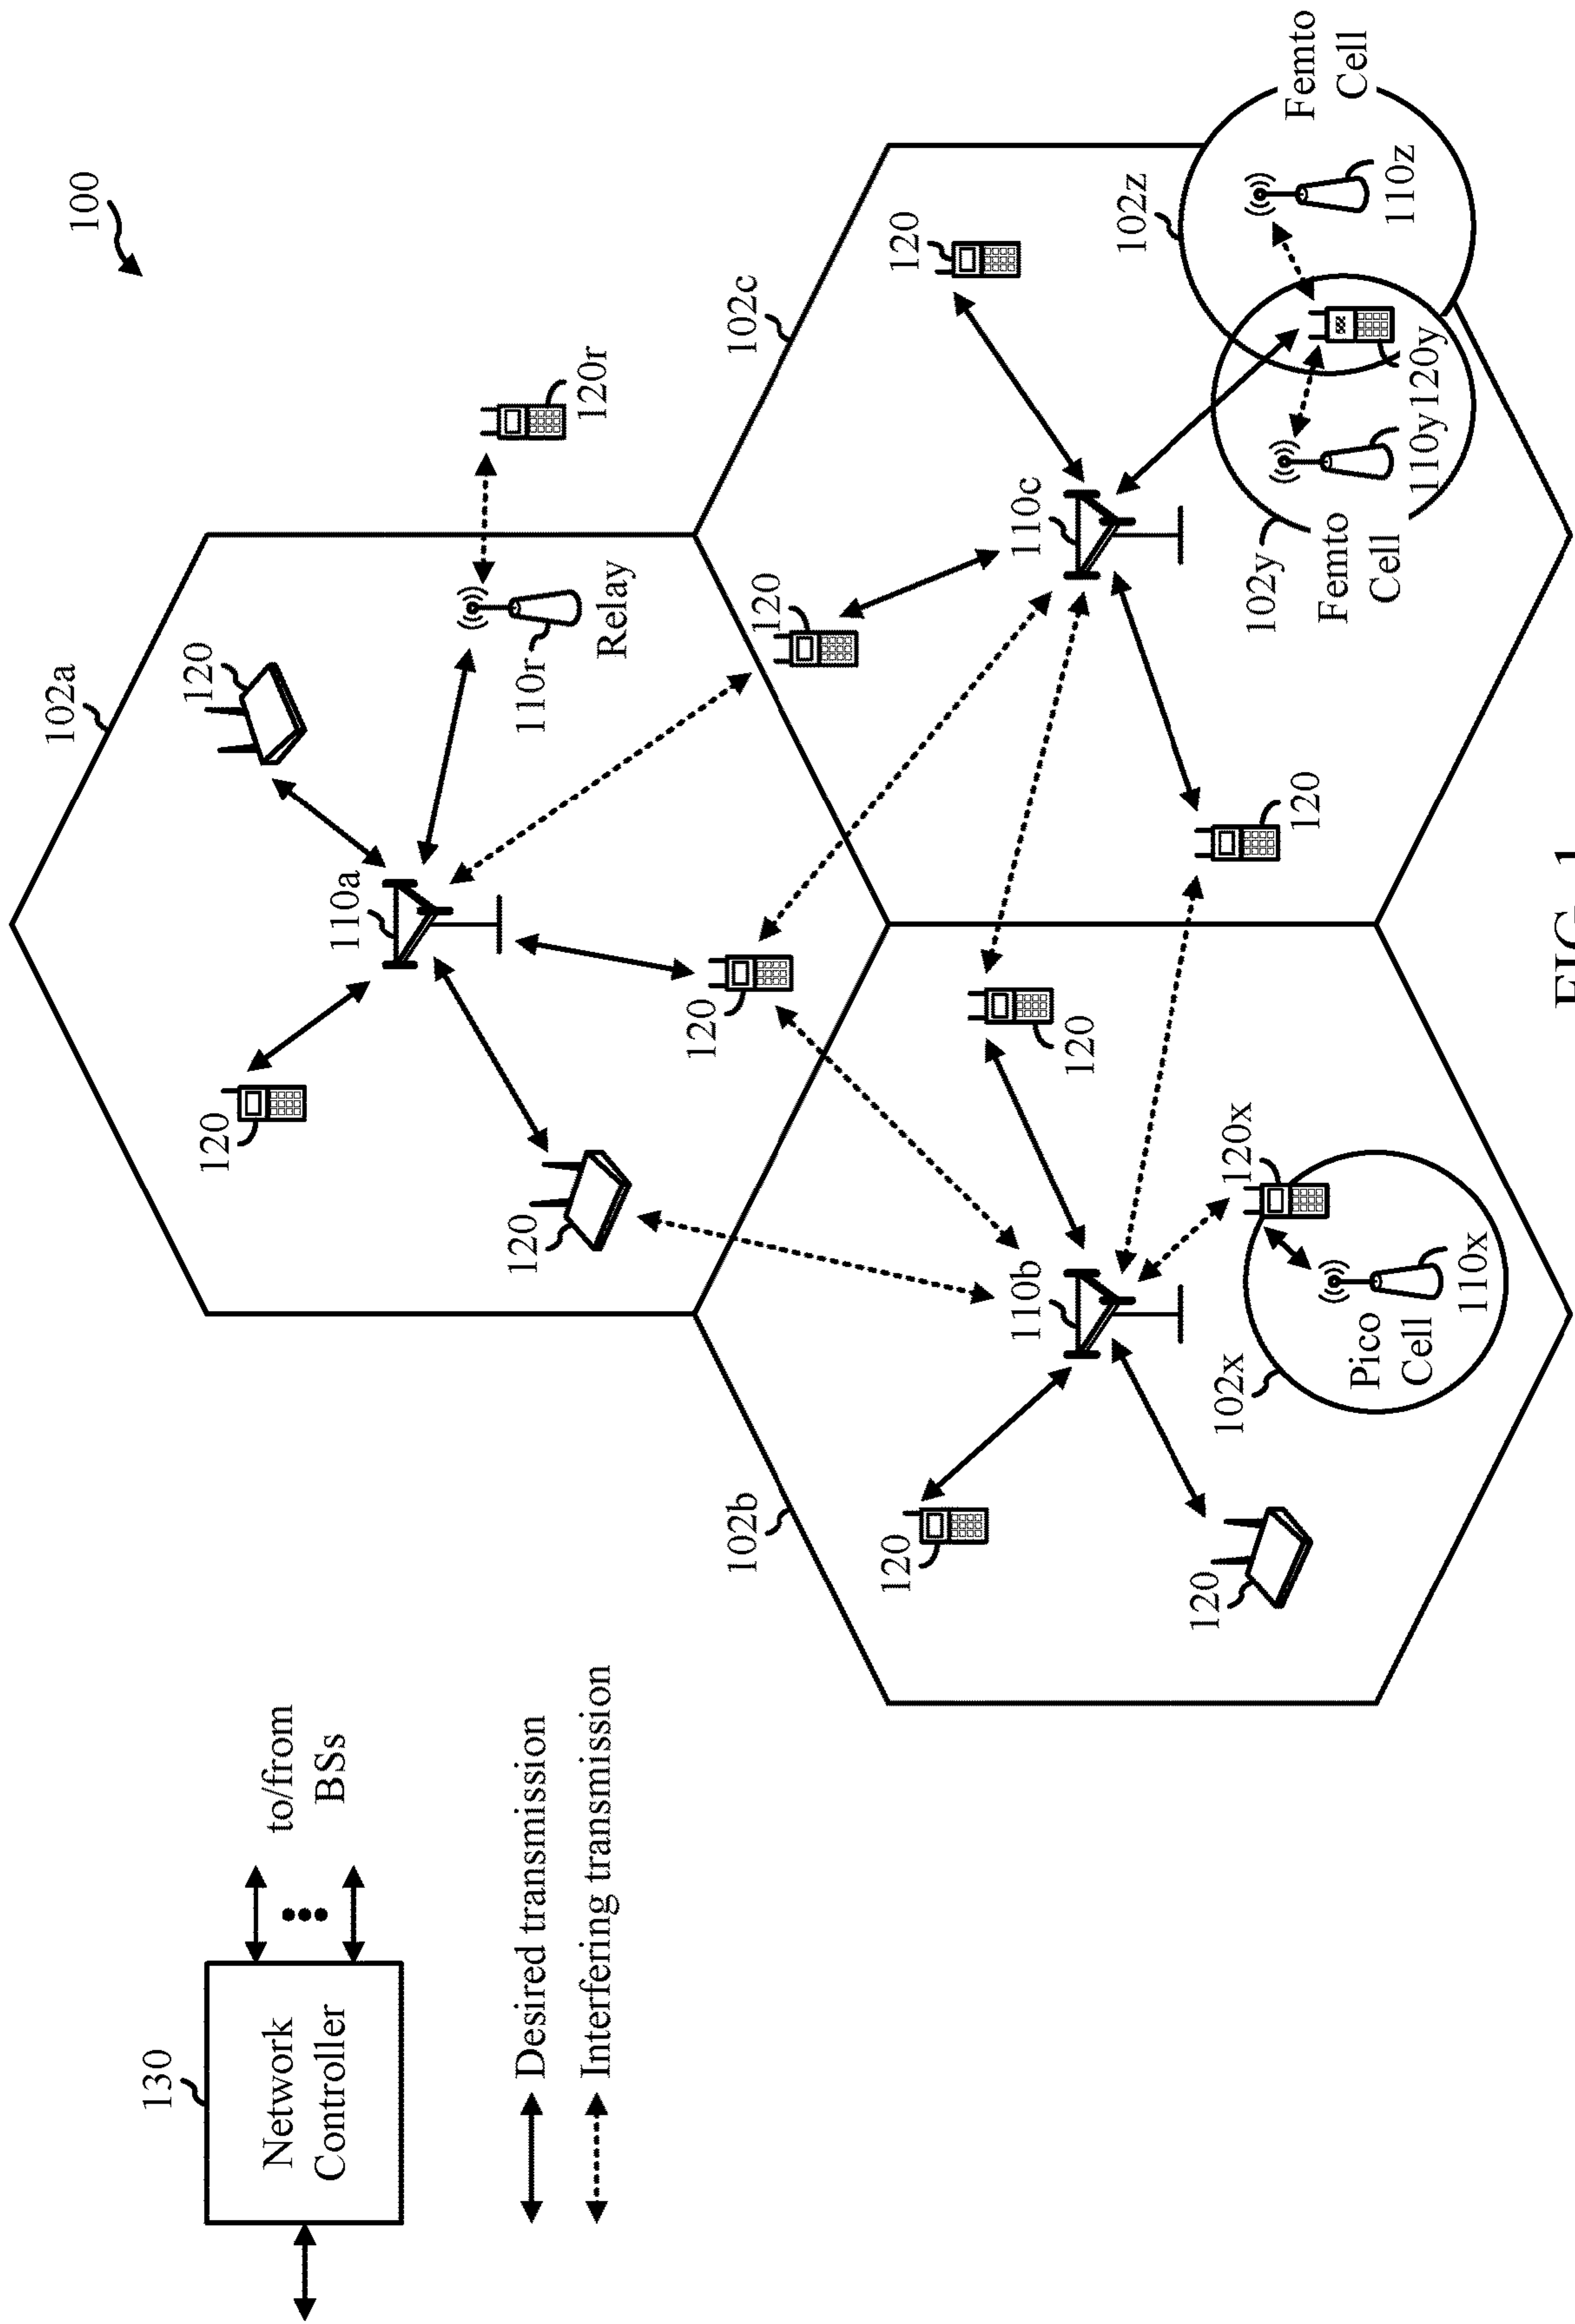 100
130
Network
Controller
to/from
BSs
Desired transmission
Interfering transmission
102a
120
120
110a
120
110r
Relay
120r
120
102b
120
120
110b
120
120
102x
Pico
Cell
110x
120x
102c
120
120
110c
120
102y
Femto
Cell
110y
120y
102z
110z
Femto
Cell